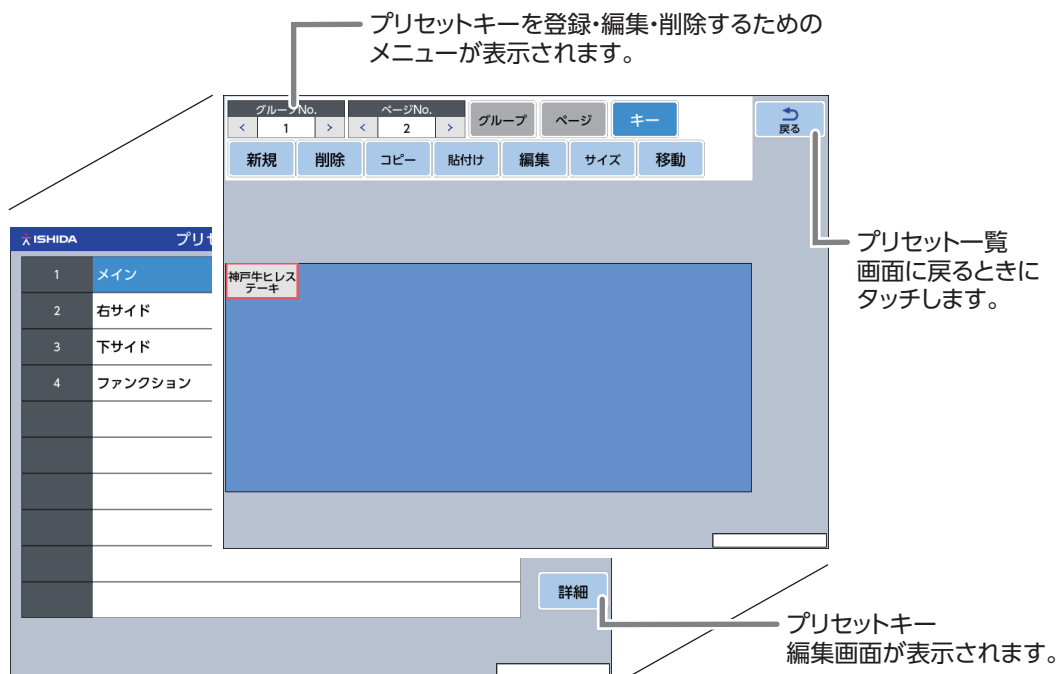 プリセットキーを登録・編集・削除するための
メニューが表示されます。
グループNo.
ページNo.
< 1 >
< 2 >
グループ
ページ
キー
戻る
新規
削除
コピー
貼付け
編集
サイズ
移動
プリセット一覧
画面に戻るときに
タッチします。
ISHIDA
プリセ
1 メイン
2 右サイド
3 下サイド
4 ファンクション
神戸牛ヒレス
テーキ
詳細
プリセットキー
編集画面が表示されます。